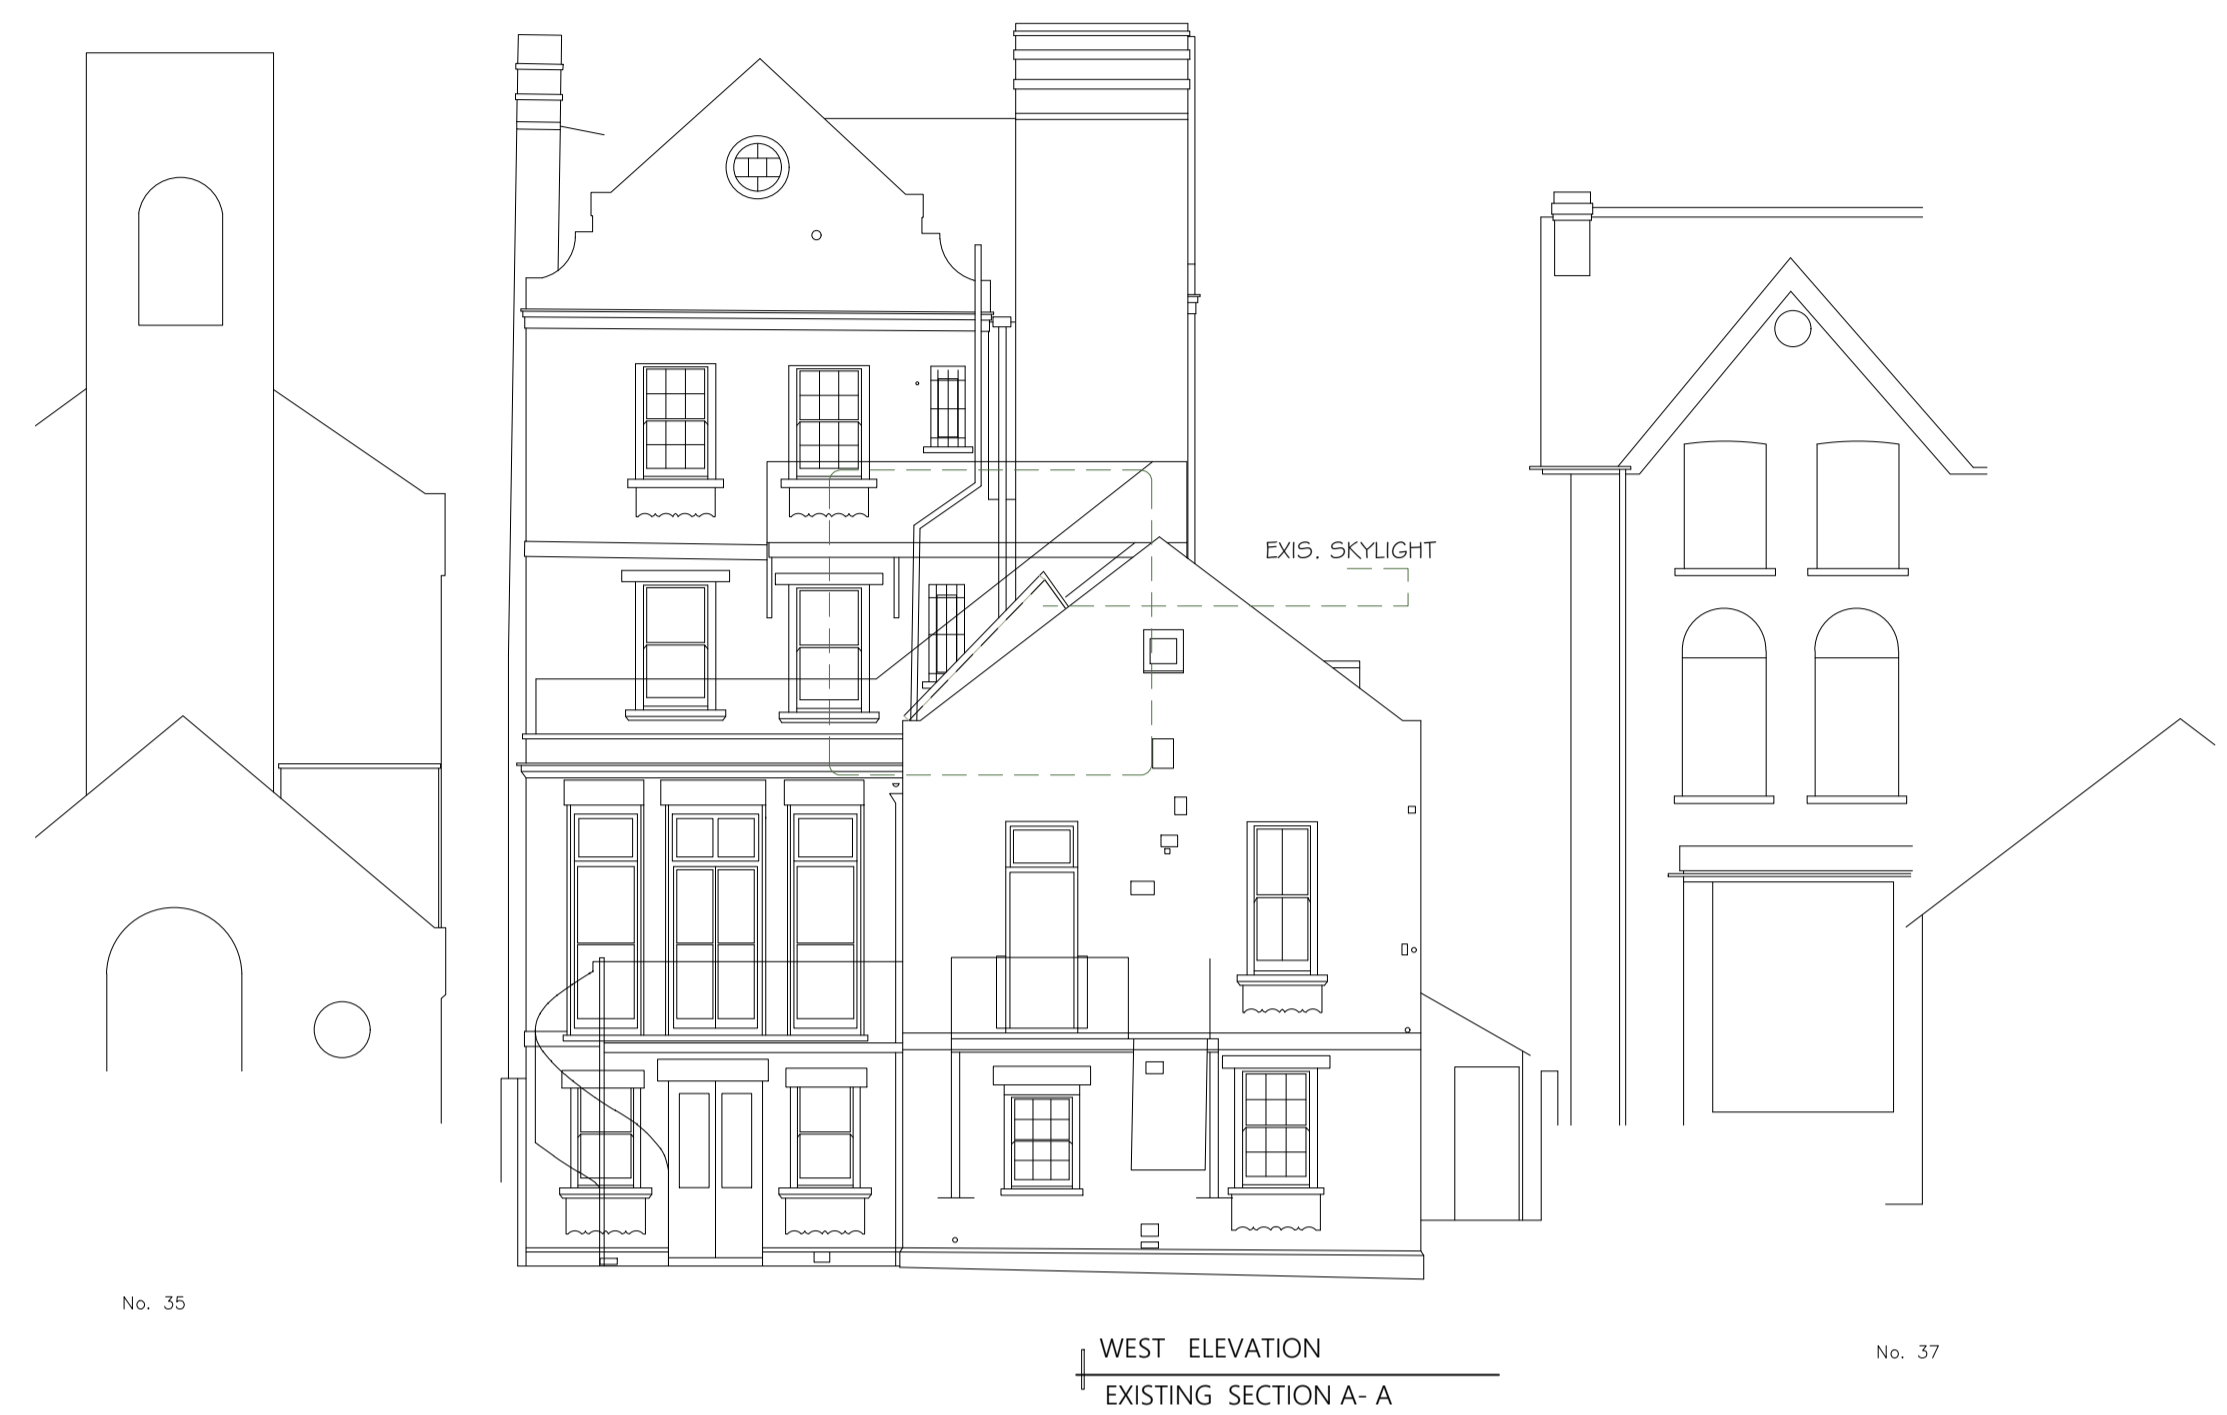 EXIS. SKYLIGHT
No. 35
WEST ELEVATION
No. 37
EXISTING SECTION A- A